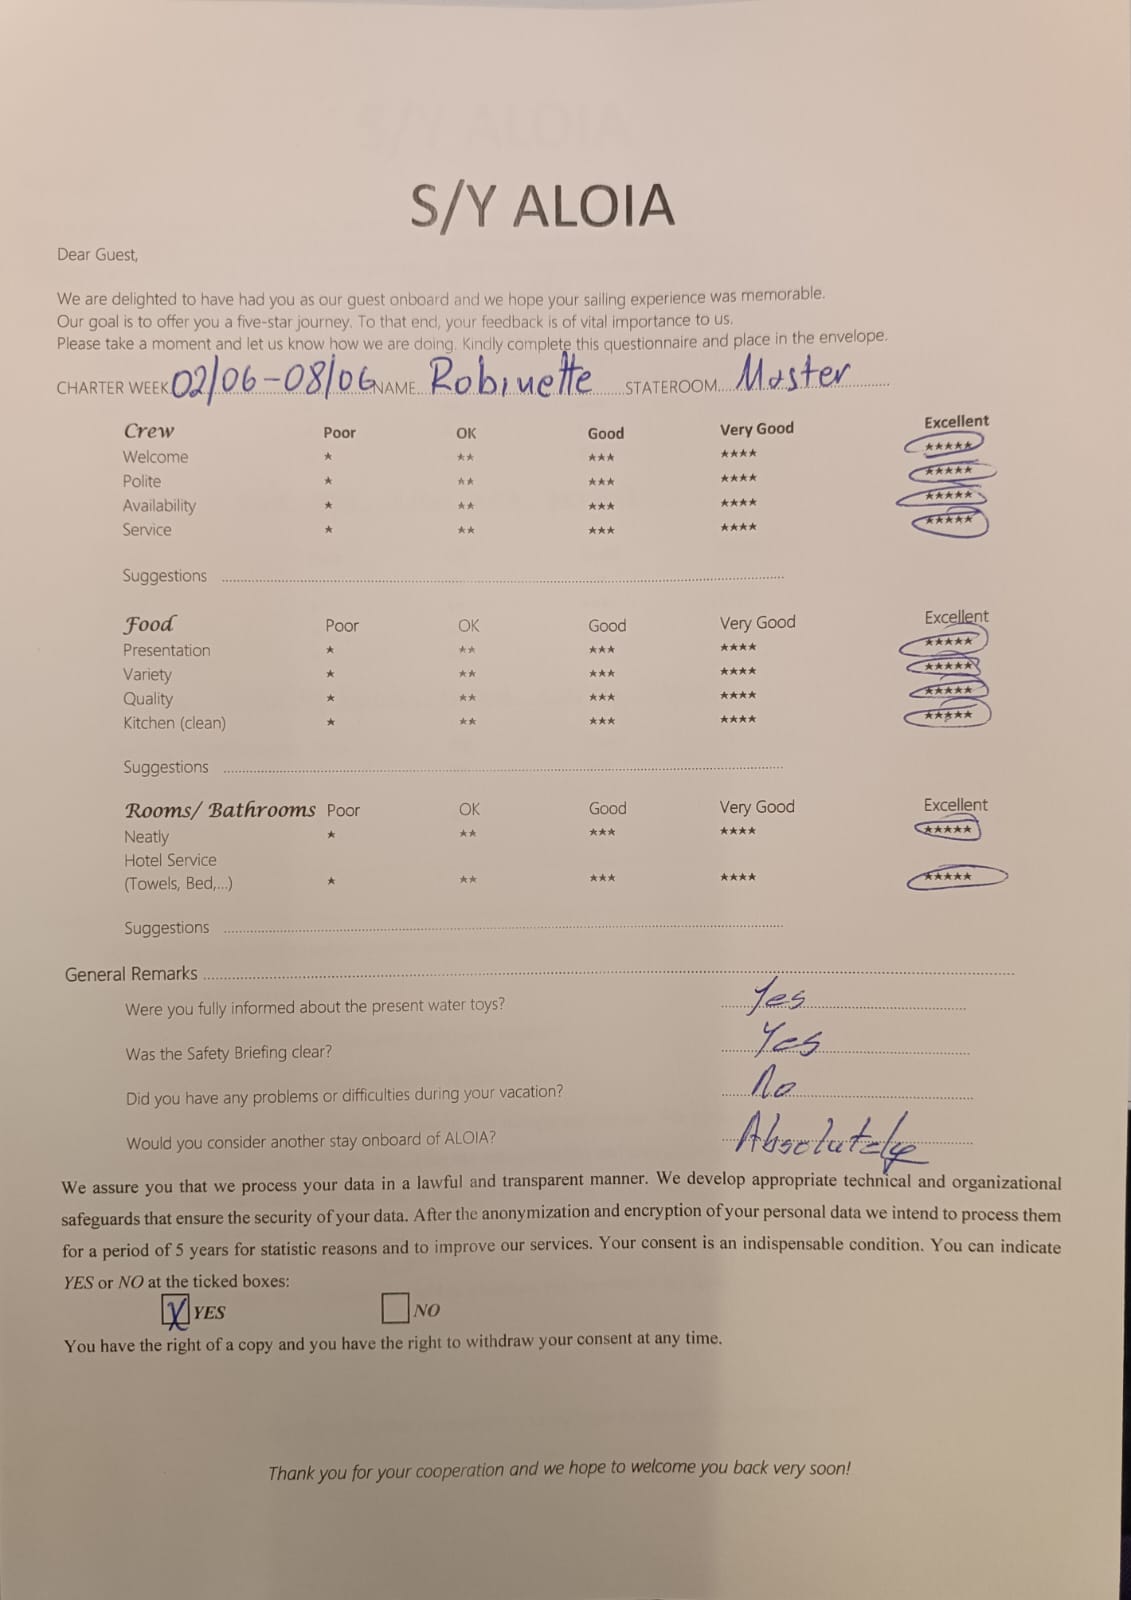 S/Y ALOIA
Dear Guest,
We are delighted to have had you as our guest onboard and we hope your sailing experience was memorable.
Our goal is to offer you a five-star journey. To that end, your feedback is of vital importance to us.
Please take a moment and let us know how we are doing. Kindly complete this questionnaire and place in the envelope.
CHARTER WEEK 02/06-08/06 NAME... Robinette ........STATEROOM.... Master ..........
Crew Poor OK Good Very Good Excellent
Welcome ★ ★★ ★★★ ★★★★ ★★★★★
Polite ★ ★★ ★★★ ★★★★ ★★★★★
Availability ★ ★★ ★★★ ★★★★ ★★★★★
Service ★ ★★ ★★★ ★★★★ ★★★★★
Suggestions ........................................
Food Poor OK Good Very Good Excellent
Presentation ★ ★★ ★★★ ★★★★ ★★★★★
Variety ★ ★★ ★★★ ★★★★ ★★★★★
Quality ★ ★★ ★★★ ★★★★ ★★★★★
Kitchen (clean) ★ ★★ ★★★ ★★★★ ★★★★★
Suggestions ........................................
Rooms/ Bathrooms Poor OK Good Very Good Excellent
Neatly ★ ★★ ★★★ ★★★★ ★★★★★
Hotel Service
(Towels, Bed,...) ★ ★★ ★★★ ★★★★ ★★★★★
Suggestions ........................................
General Remarks ........................................
Were you fully informed about the present water toys? Yes
Was the Safety Briefing clear? Yes
Did you have any problems or difficulties during your vacation? No
Would you consider another stay onboard of ALOIA? Absolutely
We assure you that we process your data in a lawful and transparent manner. We develop appropriate technical and organizational
safeguards that ensure the security of your data. After the anonymization and encryption of your personal data we intend to process them
for a period of 5 years for statistic reasons and to improve our services. Your consent is an indispensable condition. You can indicate
YES or NO at the ticked boxes:
X YES NO
You have the right of a copy and you have the right to withdraw your consent at any time.
Thank you for your cooperation and we hope to welcome you back very soon!